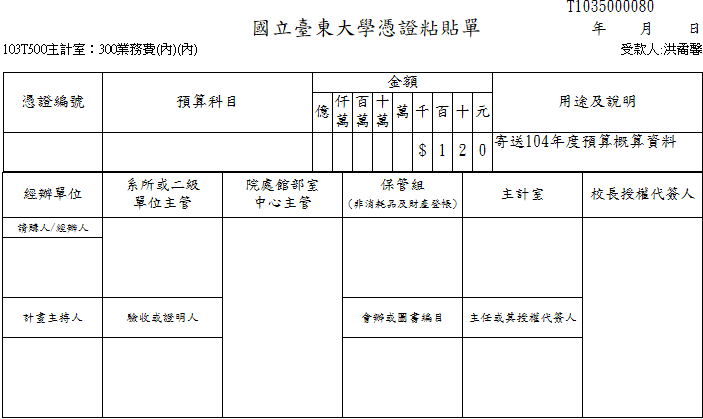 T1035000080
國立臺東大學憑證粘貼單
年 月 日
103T500主計室：300業務費(內)(內)
受款人:洪喬馨
憑證編號 預算科目 金額 用途及說明
億 仟萬 百萬 十萬 萬 千 百 十 元
$ 1 2 0 寄送104年度預算概算資料
經辦單位 系所或二級單位主管 院處館部室中心主管 保管組(非消耗品及財產登帳) 主計室 校長授權代簽人
請購人/經辦人
計畫主持人 驗收或證明人 會辦或圖書編目 主任或其授權代簽人